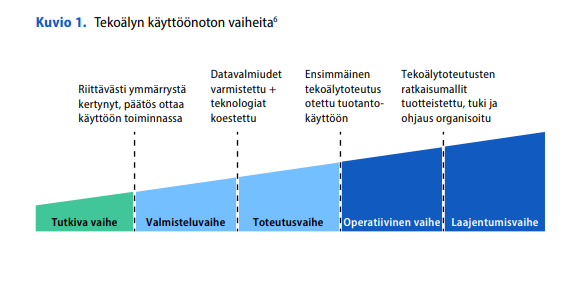 Kuvio 1. Tekoälyn käyttöönoton vaiheita⁶
Riittävästi ymmärrystä
kertynyt, päätös ottaa
käyttöön toiminnassa
Datavalmiudet
varmistettu +
teknologiat
koestettu
Ensimmäinen
tekoälytoteutus
otettu tuotanto-
käyttöön
Tekoälytoteutusten
ratkaisumallit
tuotteistettu, tuki ja
ohjaus organisoitu
Tutkiva vaihe
Valmisteluvaihe
Toteutusvaihe
Operatiivinen vaihe
Laajentumisvaihe